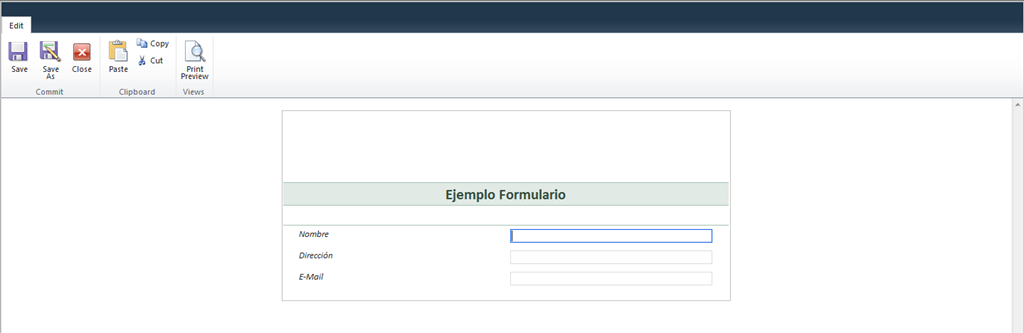 Edit
Save
Save As
Close
Paste
Copy
Cut
Print Preview
Commit
Clipboard
Views
Ejemplo Formulario
Nombre
Dirección
E-Mail